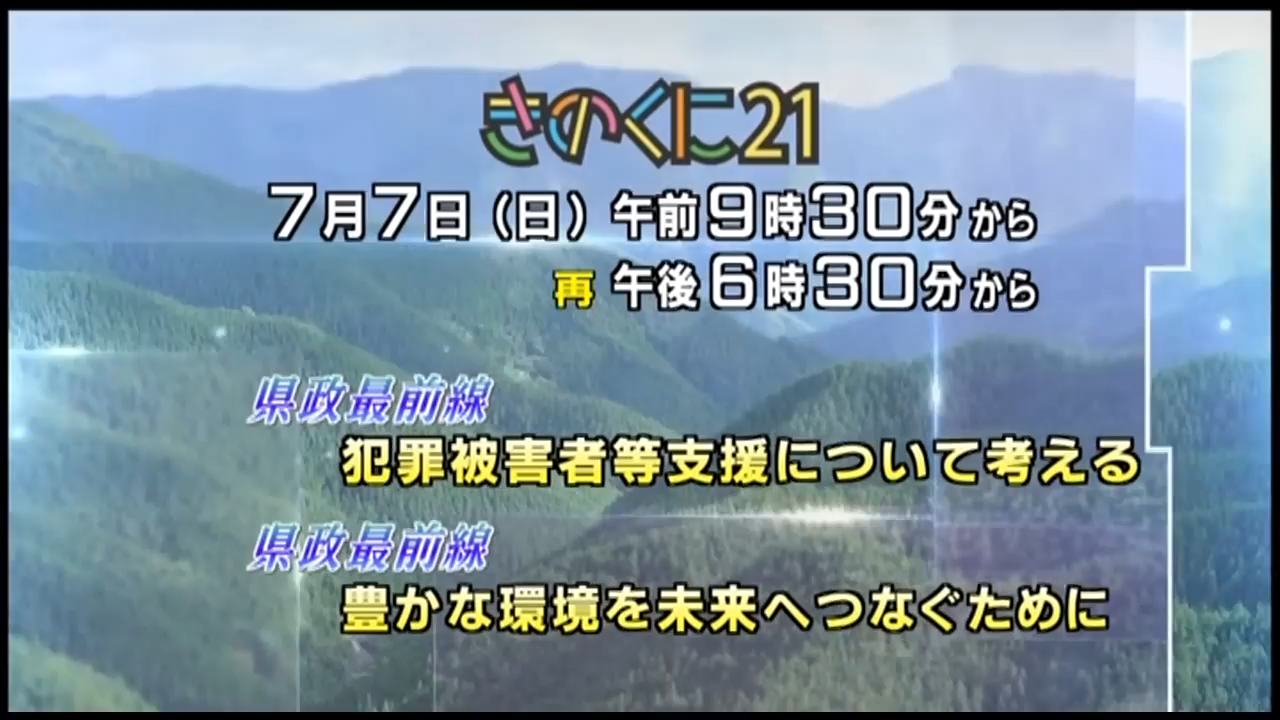 きのくに21
7月7日（日）午前9時30分から
再 午後6時30分から
県政最前線
犯罪被害者等支援について考える
県政最前線
豊かな環境を未来へつなぐために